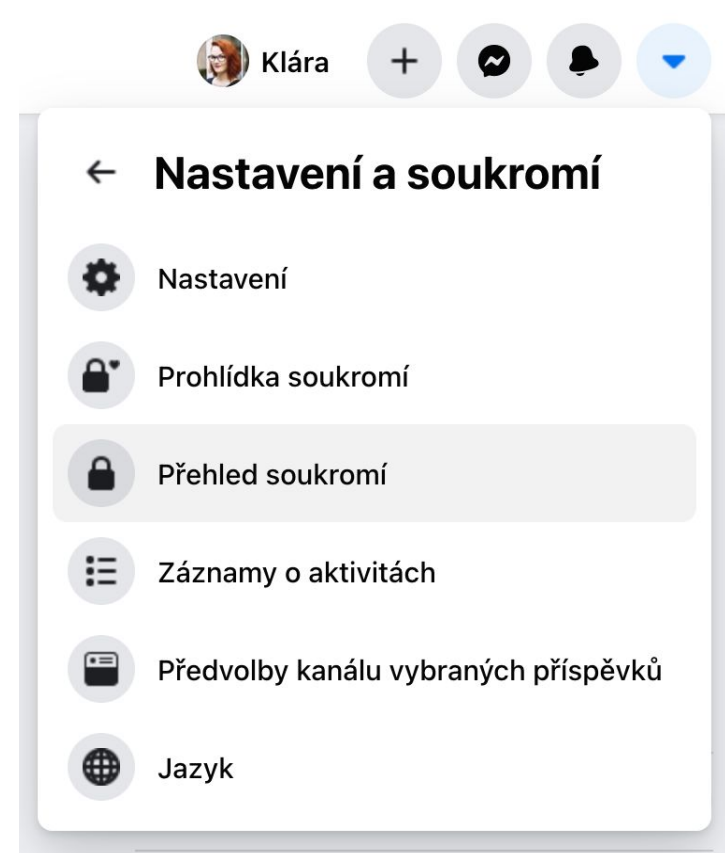 Klára
Nastavení a soukromí
Nastavení
Prohlídka soukromí
Přehled soukromí
Záznamy o aktivitách
Předvolby kanálu vybraných příspěvků
Jazyk